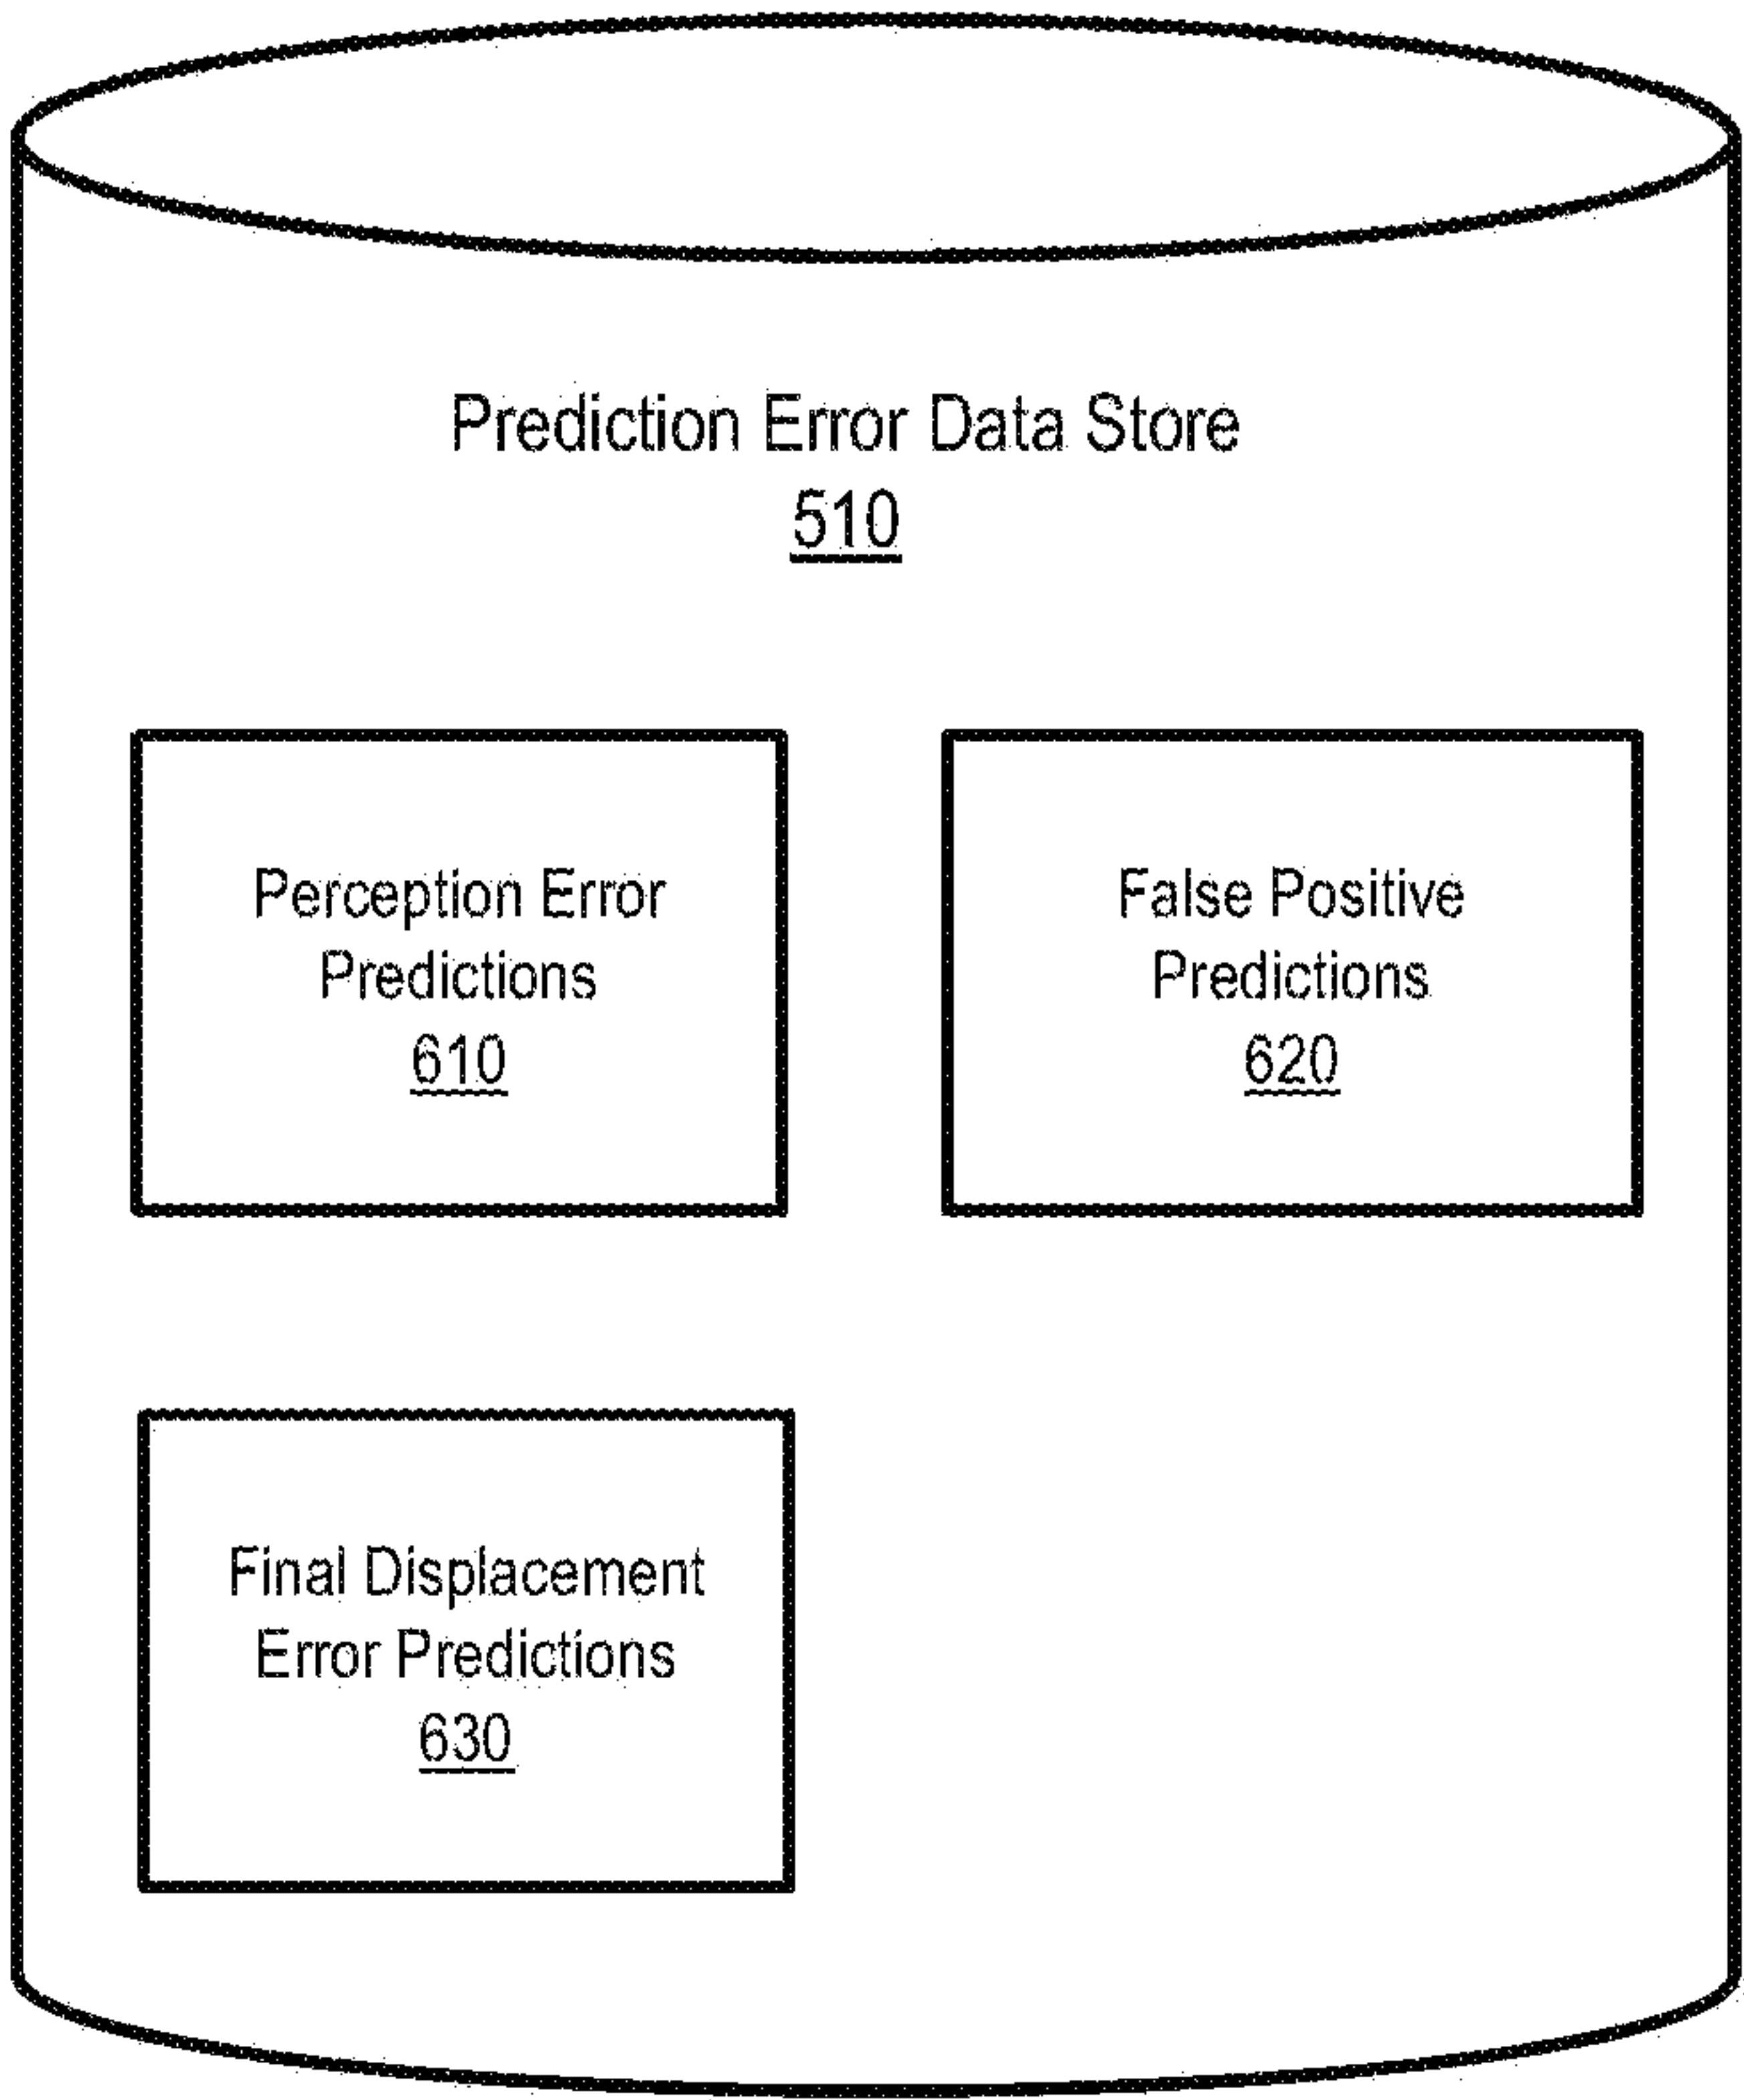 Prediction Error Data Store
510
Perception Error
Predictions
610
False Positive
Predictions
620
Final Displacement
Error Predictions
630